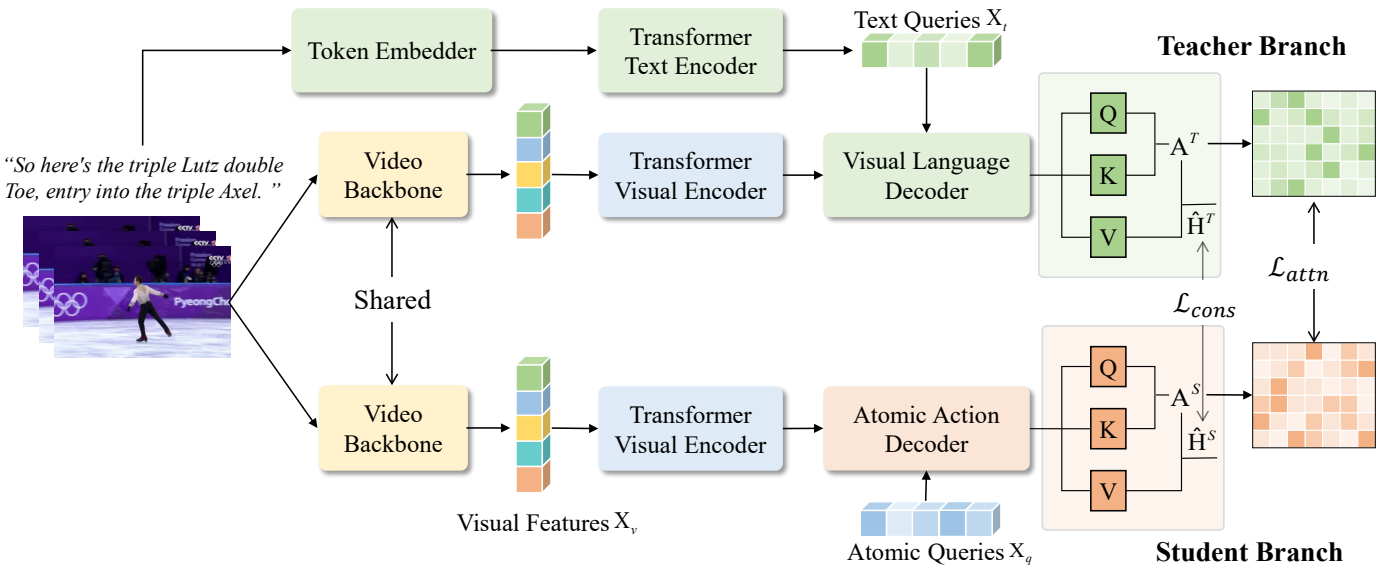 Text Queries X_t
Teacher Branch
Token Embedder
Transformer
Text Encoder
“So here's the triple Lutz double
Toe, entry into the triple Axel. ”
Video
Backbone
Transformer
Visual Encoder
Visual Language
Decoder
Q
K
V
A^T
Ĥ^T
CCTV
PyeongCha
Shared
L_cons
L_attn
Video
Backbone
Transformer
Visual Encoder
Atomic Action
Decoder
Q
K
V
A^S
Ĥ^S
Visual Features X_v
Atomic Queries X_q
Student Branch